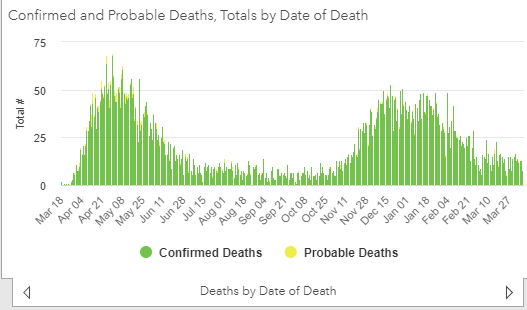 Confirmed and Probable Deaths, Totals by Date of Death
75
50
25
0
Total #
Mar 18
Apr 04
Apr 21
May 08
May 25
Jun 11
Jun 28
Jul 15
Aug 01
Aug 18
Sep 04
Sep 21
Oct 08
Oct 25
Nov 11
Nov 28
Dec 15
Jan 01
Jan 18
Feb 04
Feb 21
Mar 10
Mar 27
Confirmed Deaths
Probable Deaths
Deaths by Date of Death